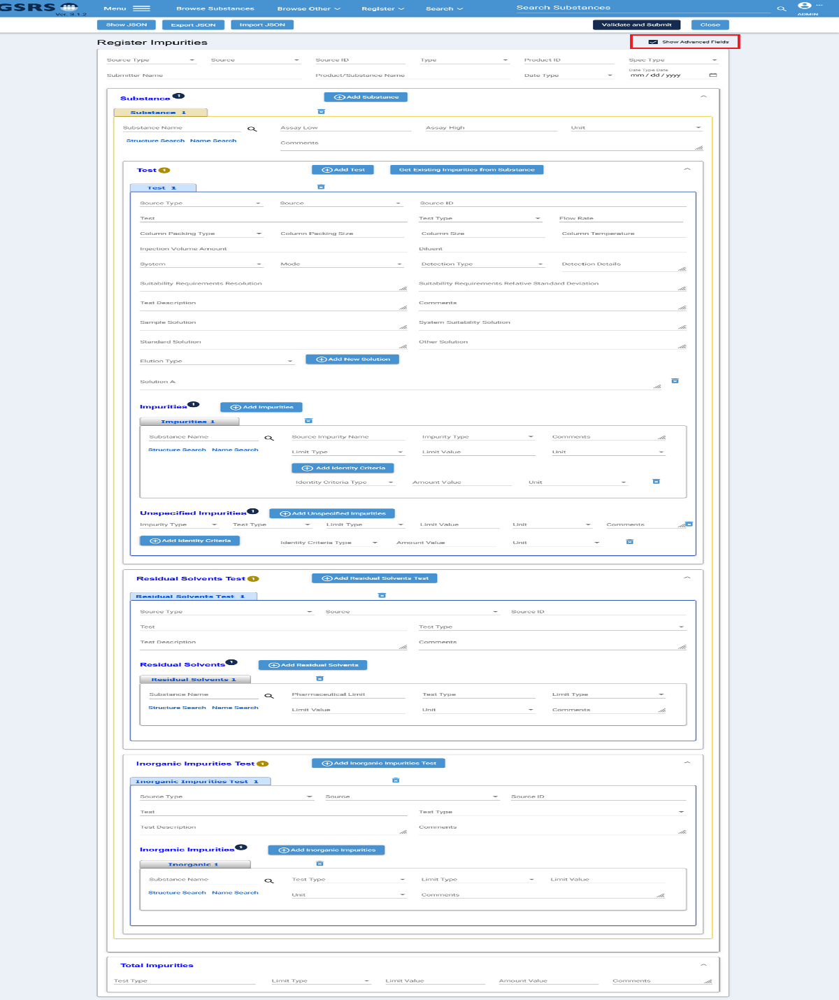 GSRS
Ver. 3.1.2
Menu Browse Substances Browse Other Register Search Search Substances ADMIN
Show JSON Export JSON Import JSON Validate and Submit Close
Register Impurities Show Advanced Fields
Source Type Source Source ID Type Product ID Spec Type
Submitter Name Product/Substance Name Date Type Date Type Date mm / dd / yyyy
Substance 1 Add Substance
Substance 1
Substance Name Assay Low Assay High Unit
Structure Search Name Search Comments
Test 1 Add Test Get Existing Impurities from Substance
Test 1
Source Type Source Source ID
Test Test Type Flow Rate
Column Packing Type Column Packing Size Column Size Column Temperature
Injection Volume Amount Diluent
System Mode Detection Type Detection Details
Suitability Requirements Resolution Suitability Requirements Relative Standard Deviation
Test Description Comments
Sample Solution System Suitability Solution
Standard Solution Other Solution
Elution Type Add New Solution
Solution A
Impurities 1 Add Impurities
Impurities 1
Substance Name Source Impurity Name Impurity Type Comments
Structure Search Name Search Limit Type Limit Value Unit
Add Identity Criteria
Identity Criteria Type Amount Value Unit
Unspecified Impurities 1 Add Unspecified Impurities
Impurity Type Test Type Limit Type Limit Value Unit Comments
Add Identity Criteria Identity Criteria Type Amount Value Unit
Residual Solvents Test 1 Add Residual Solvents Test
Residual Solvents Test 1
Source Type Source Source ID
Test Test Type
Test Description Comments
Residual Solvents 1 Add Residual Solvents
Residual Solvents 1
Substance Name Pharmaceutical Limit Test Type Limit Type
Structure Search Name Search Limit Value Unit Comments
Inorganic Impurities Test 1 Add Inorganic Impurities Test
Inorganic Impurities Test 1
Source Type Source Source ID
Test Test Type
Test Description Comments
Inorganic Impurities 1 Add Inorganic Impurities
Inorganic 1
Substance Name Test Type Limit Type Limit Value
Structure Search Name Search Unit Comments
Total Impurities
Test Type Limit Type Limit Value Amount Value Comments